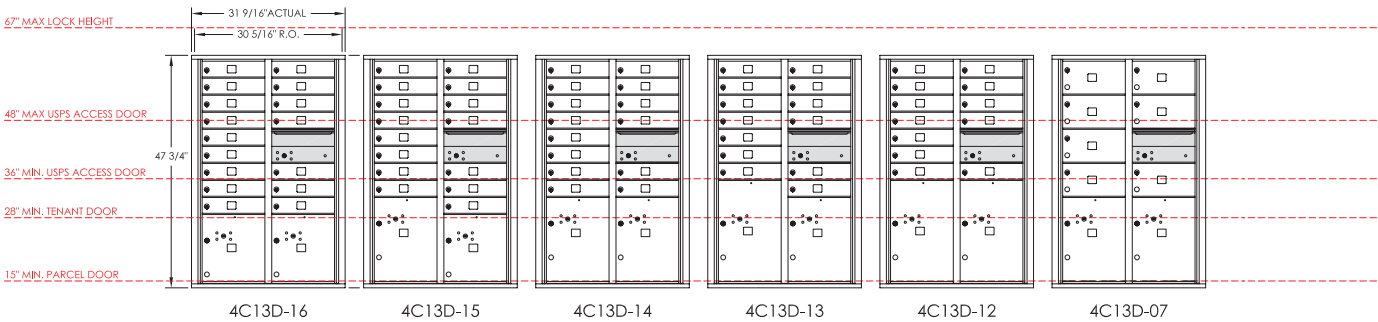 31 9/16" ACTUAL
67" MAX LOCK HEIGHT
30 5/16" R.O.
48" MAX USPS ACCESS DOOR
47 3/4"
36" MIN. USPS ACCESS DOOR
28" MIN. TENANT DOOR
15" MIN. PARCEL DOOR
4C13D-16 4C13D-15 4C13D-14 4C13D-13 4C13D-12 4C13D-07